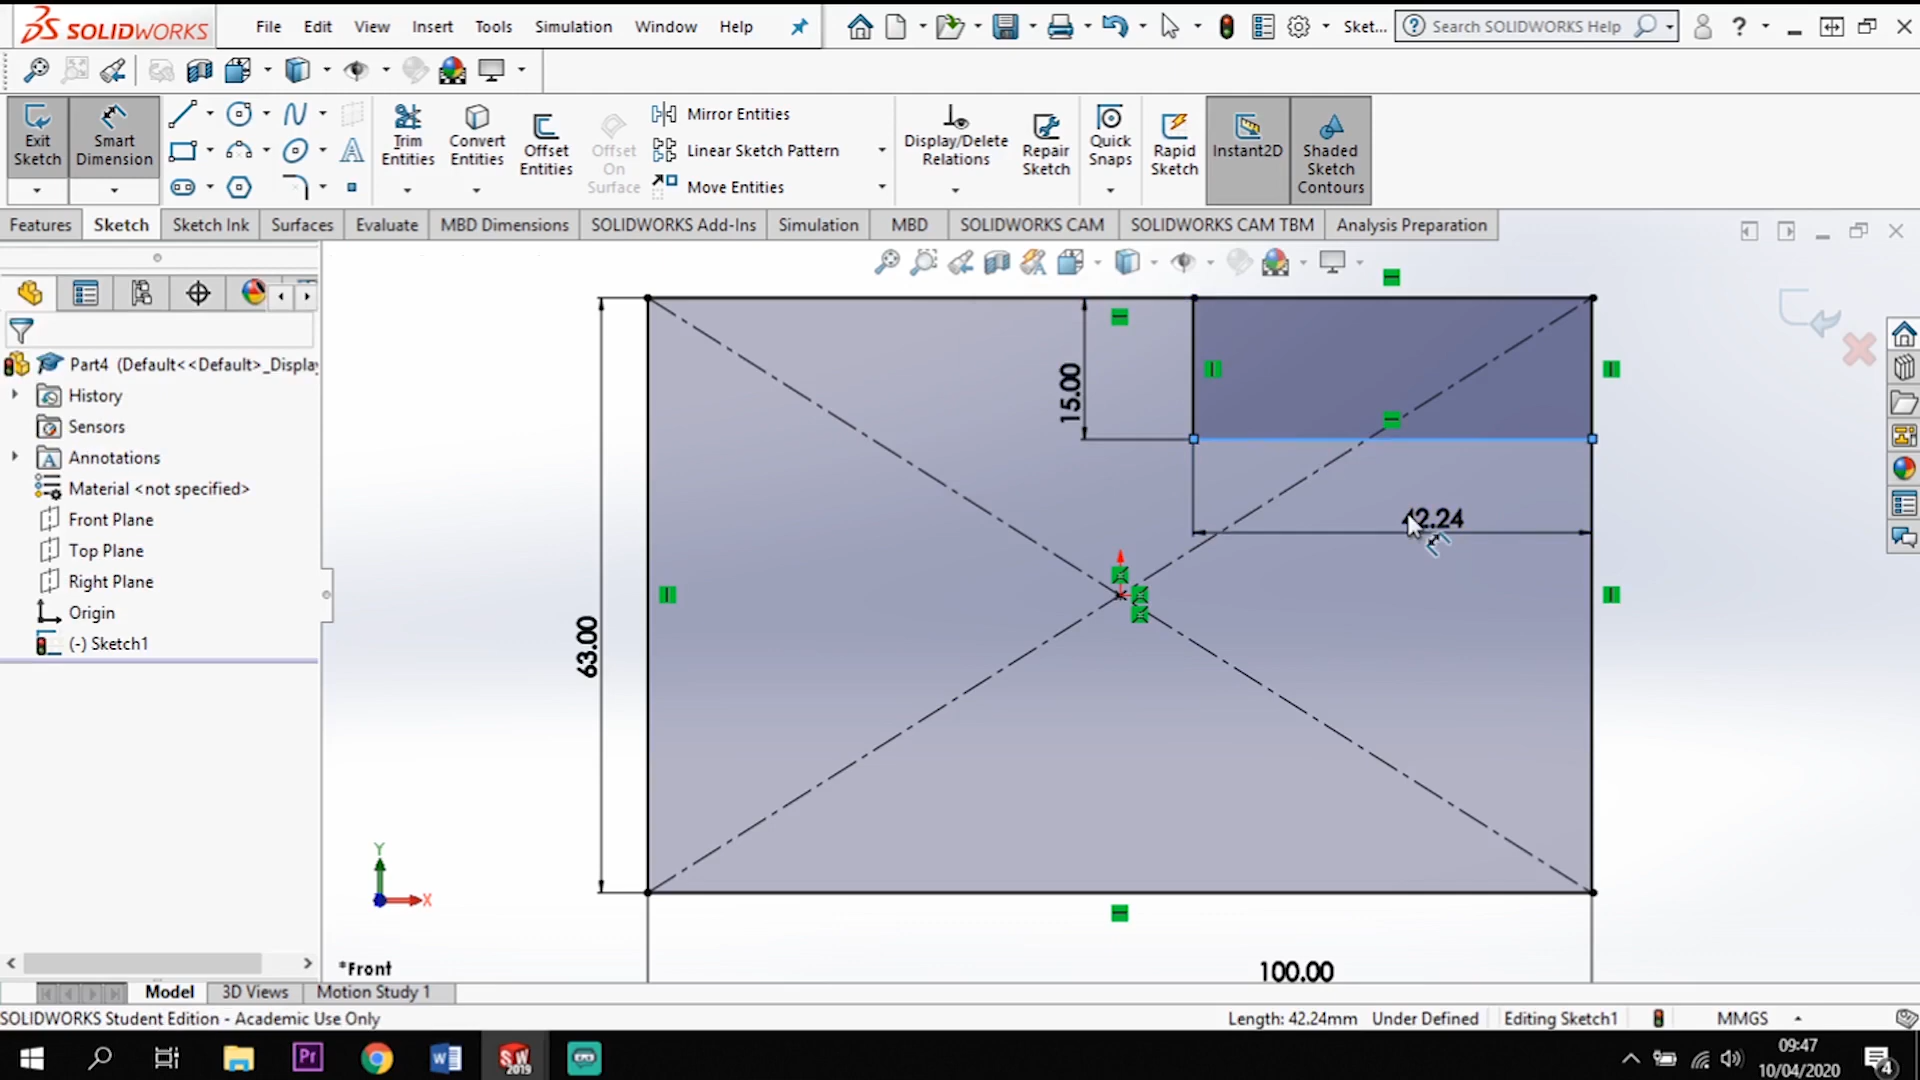 SOLIDWORKS
File Edit View Insert Tools Simulation Window Help
Sket...
Search SOLIDWORKS Help
Exit Sketch
Smart Dimension
Trim Entities
Convert Entities
Offset Entities
Offset On Surface
Mirror Entities
Linear Sketch Pattern
Move Entities
Display/Delete Relations
Repair Sketch
Quick Snaps
Rapid Sketch
Instant2D
Shaded Sketch Contours
Features Sketch Sketch Ink Surfaces Evaluate MBD Dimensions SOLIDWORKS Add-Ins Simulation MBD SOLIDWORKS CAM SOLIDWORKS CAM TBM Analysis Preparation
Part4 (Default<<Default>_Displa
History
Sensors
Annotations
Material <not specified>
Front Plane
Top Plane
Right Plane
Origin
(-) Sketch1
15.00
42.24
63.00
100.00
Y
X
*Front
Model 3D Views Motion Study 1
SOLIDWORKS Student Edition - Academic Use Only
Length: 42.24mm Under Defined Editing Sketch1 MMGS
Pr
W
SW 2019
09:47
10/04/2020
4